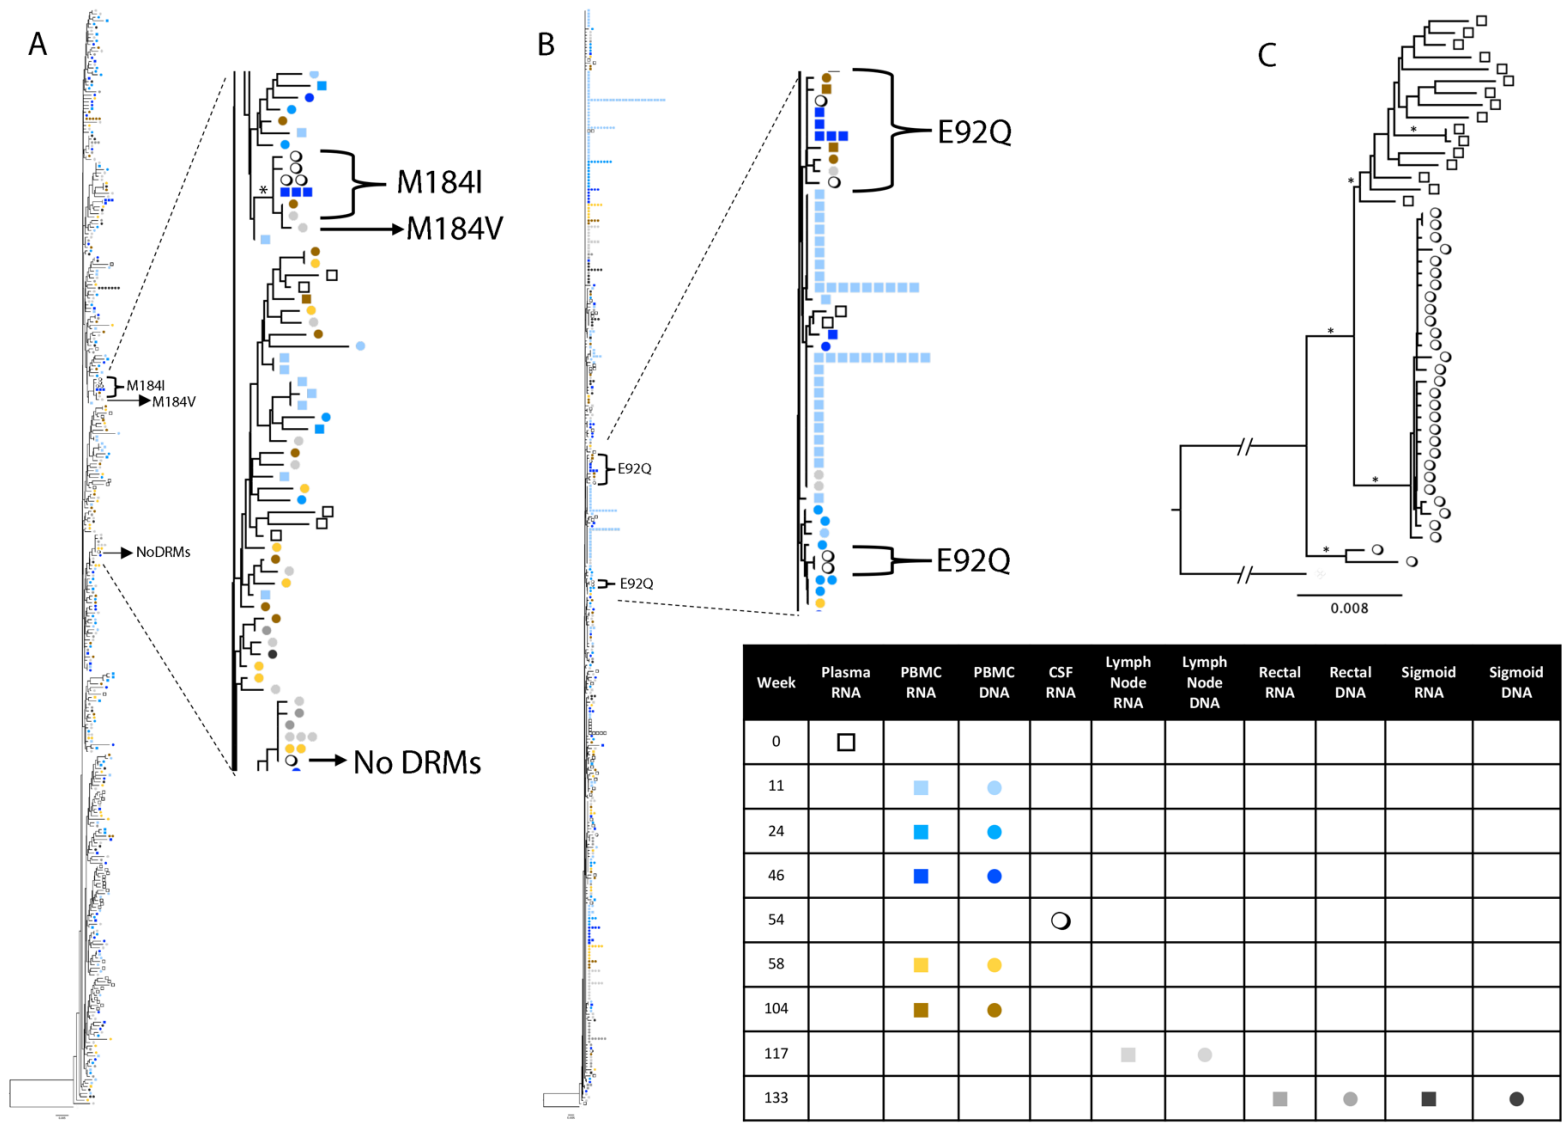 A
M184I
M184V
NoDRMs
M184I
M184V
No DRMs
*
B
E92Q
E92Q
E92Q
E92Q
C
*
*
*
*
*
//
//
0.008
Week Plasma RNA PBMC RNA PBMC DNA CSF RNA Lymph Node RNA Lymph Node DNA Rectal RNA Rectal DNA Sigmoid RNA Sigmoid DNA
0
11
24
46
54
58
104
117
133